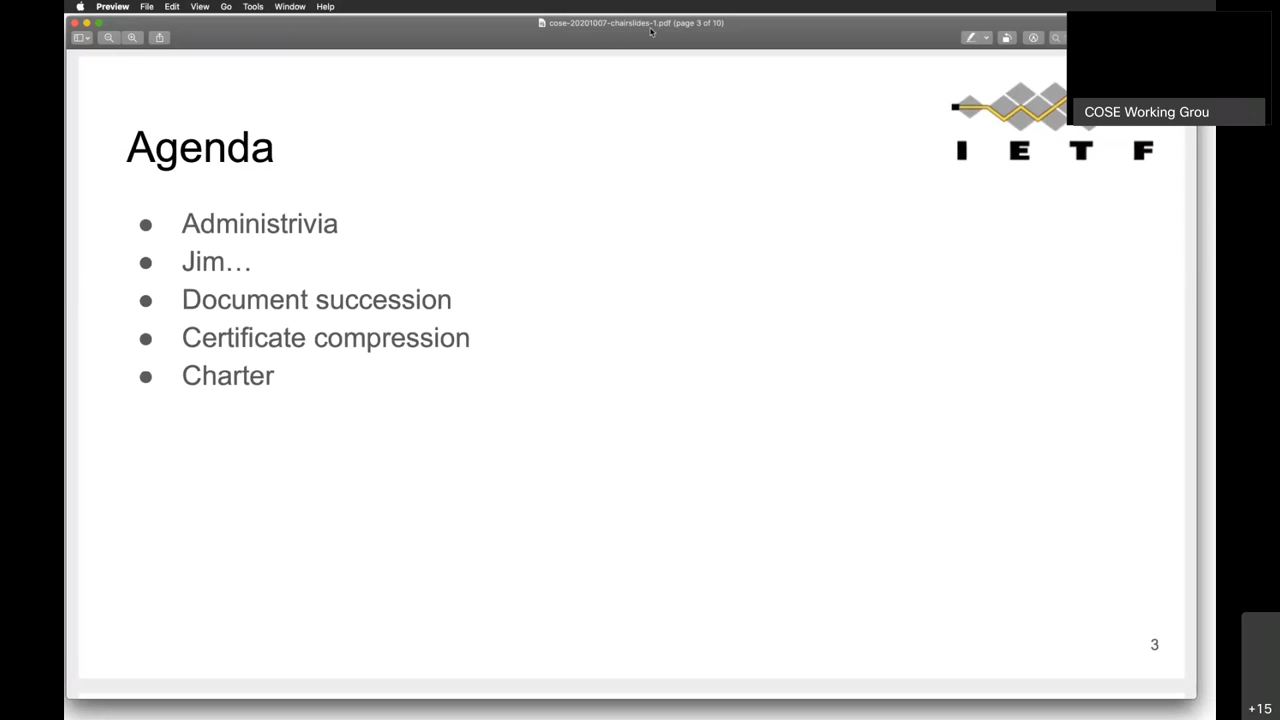 Preview File Edit View Go Tools Window Help
cose-20201007-chairslides-1.pdf (page 3 of 10)
COSE Working Grou
I E T F
Agenda
● Administrivia
● Jim…
● Document succession
● Certificate compression
● Charter
3
+15